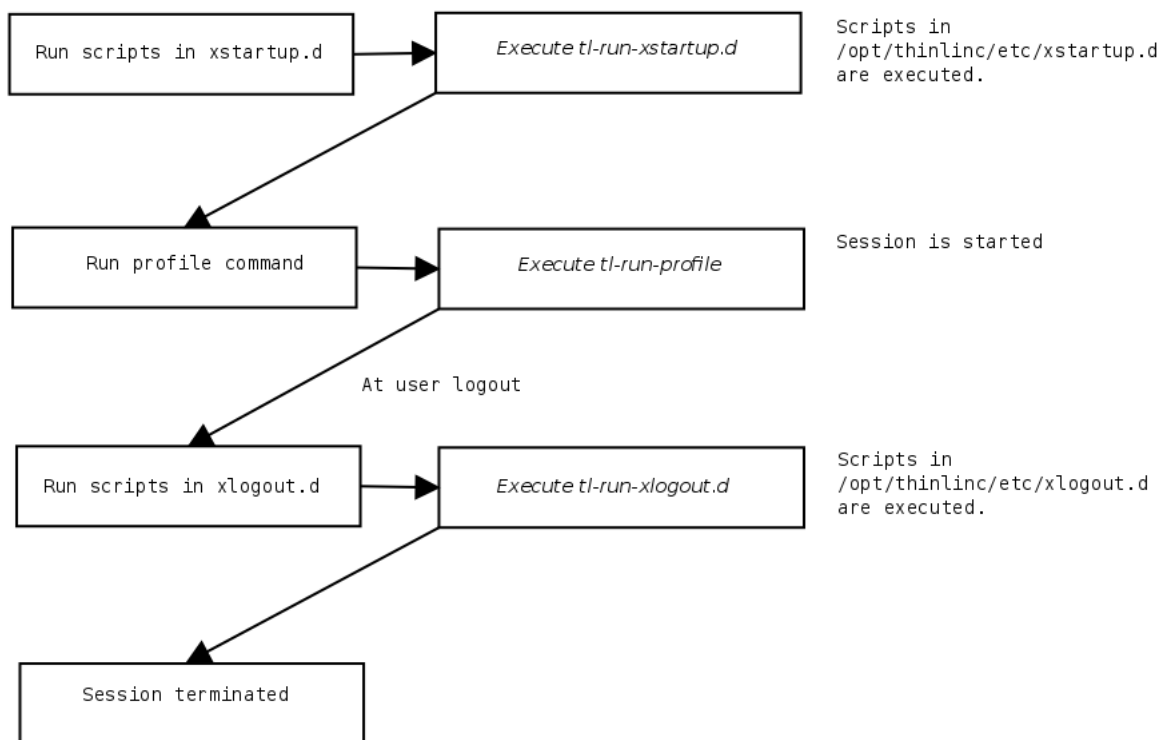 Run scripts in xstartup.d
Execute tl-run-xstartup.d
Scripts in
/opt/thinlinc/etc/xstartup.d
are executed.
Run profile command
Execute tl-run-profile
Session is started
At user logout
Run scripts in xlogout.d
Execute tl-run-xlogout.d
Scripts in
/opt/thinlinc/etc/xlogout.d
are executed.
Session terminated